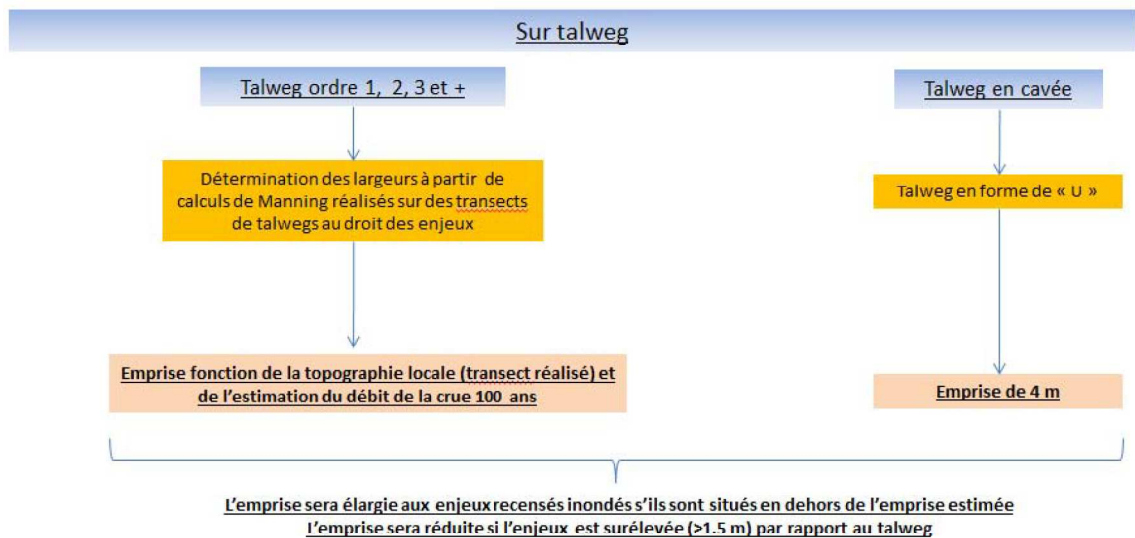 Sur talweg
Talweg ordre 1, 2, 3 et +
Talweg en cavée
Détermination des largeurs à partir de
calculs de Manning réalisés sur des transects
de talwegs au droit des enjeux
Talweg en forme de « U »
Emprise fonction de la topographie locale (transect réalisé) et
de l'estimation du débit de la crue 100 ans
Emprise de 4 m
L'emprise sera élargie aux enjeux recensés inondés s'ils sont situés en dehors de l'emprise estimée
L'emprise sera réduite si l'enjeux est surélevée (>1.5 m) par rapport au talweg